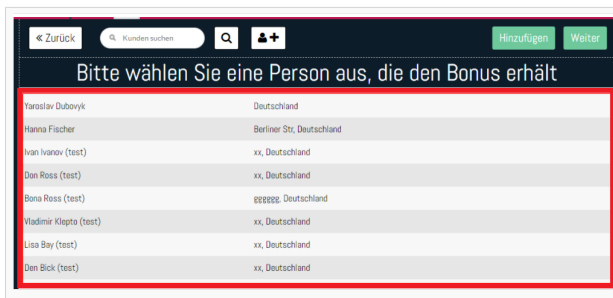 « Zurück Kunden suchen Hinzufügen Weiter
Bitte wählen Sie eine Person aus, die den Bonus erhält
Yaroslav Dubovyk Deutschland
Hanna Fischer Berliner Str, Deutschland
Ivan Ivanov (test) xx, Deutschland
Don Ross (test) xx, Deutschland
Bona Ross (test) gggggg, Deutschland
Vladimir Klepto (test) xx, Deutschland
Lisa Bay (test) xx, Deutschland
Den Bick (test) xx, Deutschland